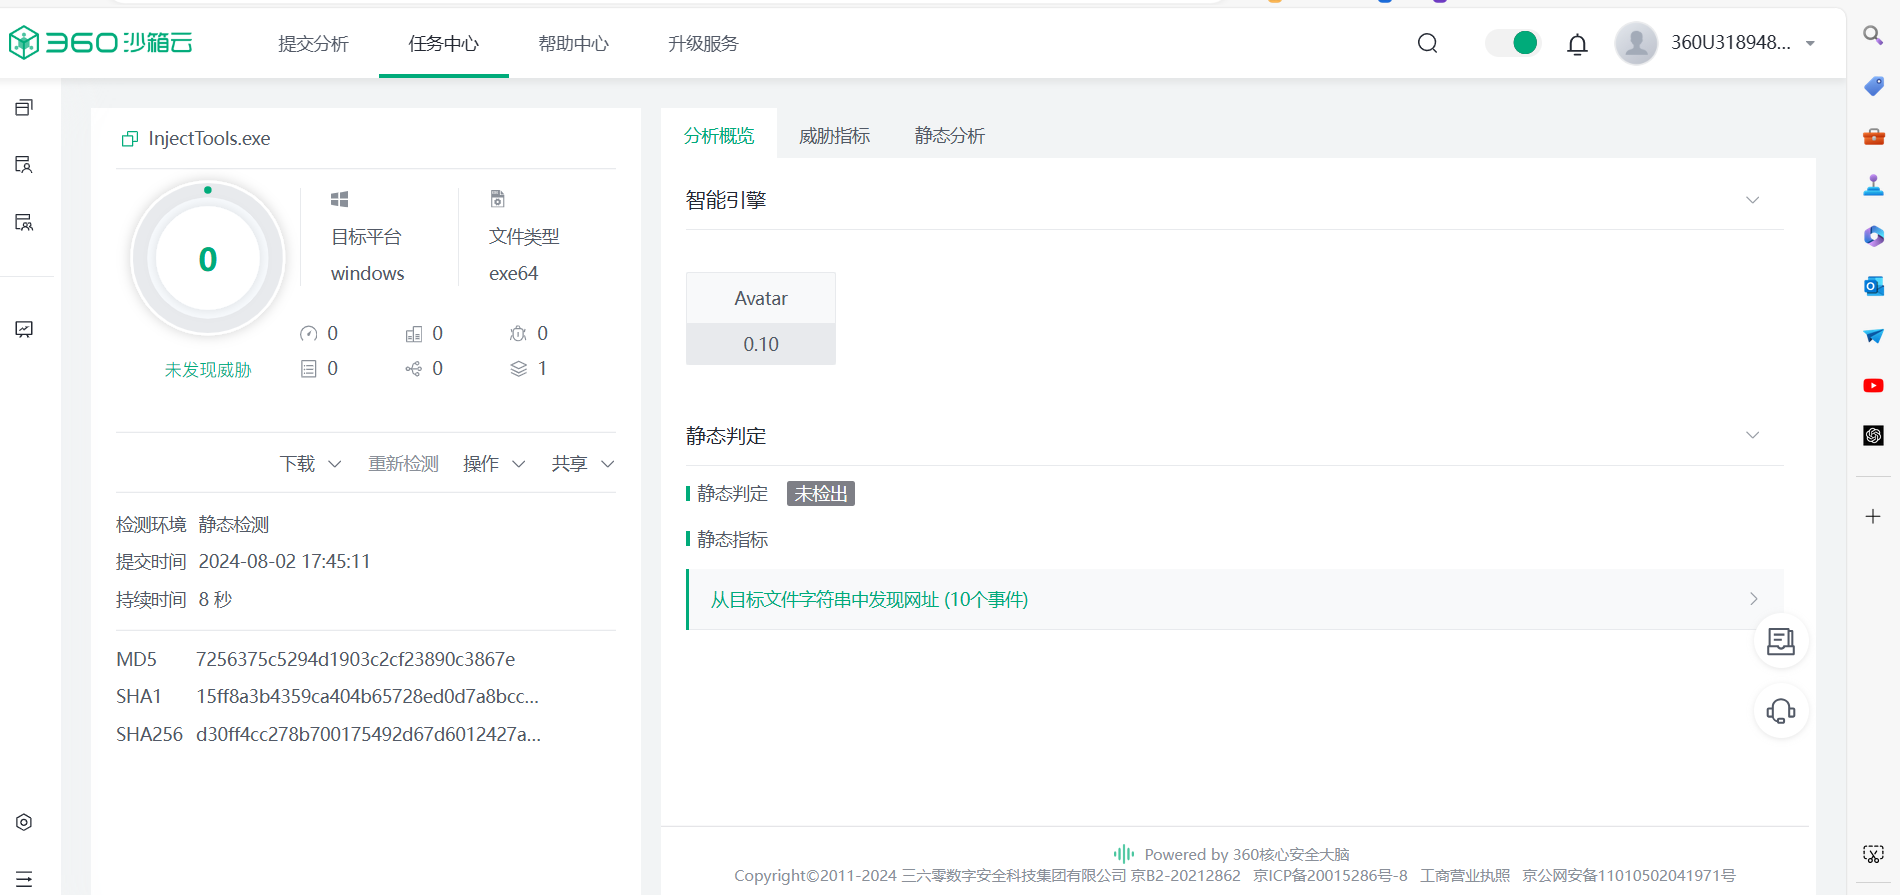 360沙箱云
提交分析
任务中心
帮助中心
升级服务
360U318948...
InjectTools.exe
0
未发现威胁
目标平台
windows
文件类型
exe64
0
0
0
0
0
1
下载
重新检测
操作
共享
检测环境 静态检测
提交时间 2024-08-02 17:45:11
持续时间 8 秒
MD5 7256375c5294d1903c2cf23890c3867e
SHA1 15ff8a3b4359ca404b65728ed0d7a8bcc...
SHA256 d30ff4cc278b700175492d67d6012427a...
分析概览
威胁指标
静态分析
智能引擎
Avatar
0.10
静态判定
静态判定 未检出
静态指标
从目标文件字符串中发现网址 (10个事件)
Powered by 360核心安全大脑
Copyright©2011-2024 三六零数字安全科技集团有限公司 京B2-20212862 京ICP备20015286号-8 工商营业执照 京公网安备11010502041971号